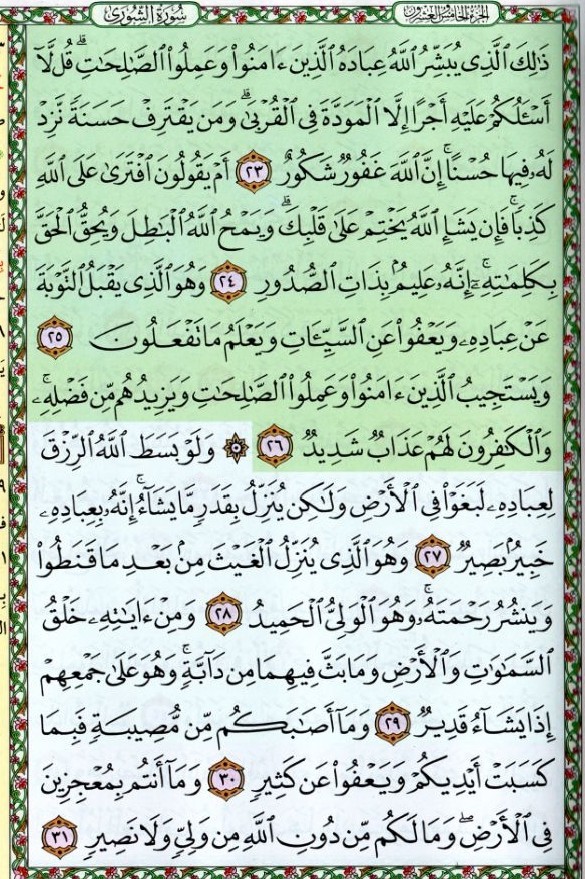 الجزء الخامس والعشرون سورة الشورى
ذَٰلِكَ ٱلَّذِى يُبَشِّرُ ٱللَّهُ عِبَادَهُ ٱلَّذِينَ ءَامَنُوا۟ وَعَمِلُوا۟ ٱلصَّـٰلِحَـٰتِ ۗ قُل لَّآ
أَسْـَٔلُكُمْ عَلَيْهِ أَجْرًا إِلَّا ٱلْمَوَدَّةَ فِى ٱلْقُرْبَىٰ ۗ وَمَن يَقْتَرِفْ حَسَنَةً نَّزِدْ
لَهُۥ فِيهَا حُسْنًا ۚ إِنَّ ٱللَّهَ غَفُورٌ شَكُورٌ ٢٣ أَمْ يَقُولُونَ ٱفْتَرَىٰ عَلَى ٱللَّهِ
كَذِبًا ۖ فَإِن يَشَإِ ٱللَّهُ يَخْتِمْ عَلَىٰ قَلْبِكَ ۗ وَيَمْحُ ٱللَّهُ ٱلْبَـٰطِلَ وَيُحِقُّ ٱلْحَقَّ
بِكَلِمَـٰتِهِۦٓ ۚ إِنَّهُۥ عَلِيمٌۢ بِذَاتِ ٱلصُّدُورِ ٢٤ وَهُوَ ٱلَّذِى يَقْبَلُ ٱلتَّوْبَةَ
عَنْ عِبَادِهِۦ وَيَعْفُوا۟ عَنِ ٱلسَّيِّـَٔاتِ وَيَعْلَمُ مَا تَفْعَلُونَ ٢٥
وَيَسْتَجِيبُ ٱلَّذِينَ ءَامَنُوا۟ وَعَمِلُوا۟ ٱلصَّـٰلِحَـٰتِ وَيَزِيدُهُم مِّن فَضْلِهِۦ ۚ
وَٱلْكَـٰفِرُونَ لَهُمْ عَذَابٌ شَدِيدٌ ٢٦ ۞ وَلَوْ بَسَطَ ٱللَّهُ ٱلرِّزْقَ
لِعِبَادِهِۦ لَبَغَوْا۟ فِى ٱلْأَرْضِ وَلَـٰكِن يُنَزِّلُ بِقَدَرٍ مَّا يَشَآءُ ۚ إِنَّهُۥ بِعِبَادِهِۦ
خَبِيرٌۢ بَصِيرٌ ٢٧ وَهُوَ ٱلَّذِى يُنَزِّلُ ٱلْغَيْثَ مِنۢ بَعْدِ مَا قَنَطُوا۟
وَيَنشُرُ رَحْمَتَهُۥ ۚ وَهُوَ ٱلْوَلِىُّ ٱلْحَمِيدُ ٢٨ وَمِنْ ءَايَـٰتِهِۦ خَلْقُ
ٱلسَّمَـٰوَٰتِ وَٱلْأَرْضِ وَمَا بَثَّ فِيهِمَا مِن دَآبَّةٍ ۚ وَهُوَ عَلَىٰ جَمْعِهِمْ
إِذَا يَشَآءُ قَدِيرٌ ٢٩ وَمَآ أَصَـٰبَكُم مِّن مُّصِيبَةٍ فَبِمَا
كَسَبَتْ أَيْدِيكُمْ وَيَعْفُوا۟ عَن كَثِيرٍ ٣٠ وَمَآ أَنتُم بِمُعْجِزِينَ
فِى ٱلْأَرْضِ ۖ وَمَا لَكُم مِّن دُونِ ٱللَّهِ مِن وَلِىٍّ وَلَا نَصِيرٍ ٣١